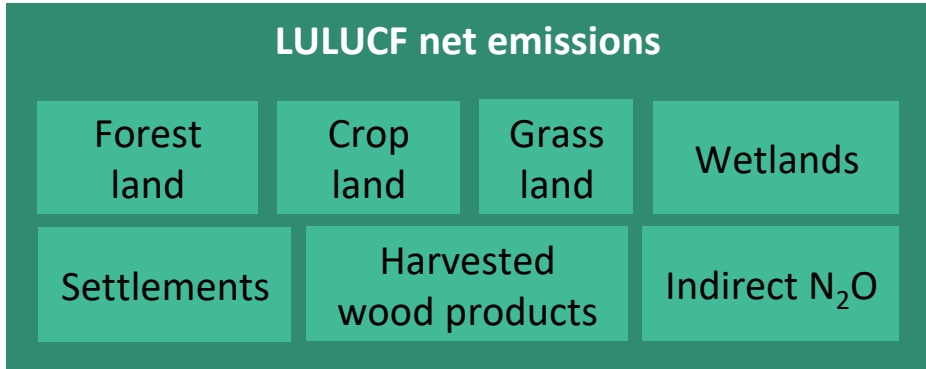 LULUCF net emissions
Forest
land
Crop
land
Grass
land
Wetlands
Settlements
Harvested
wood products
Indirect N₂O